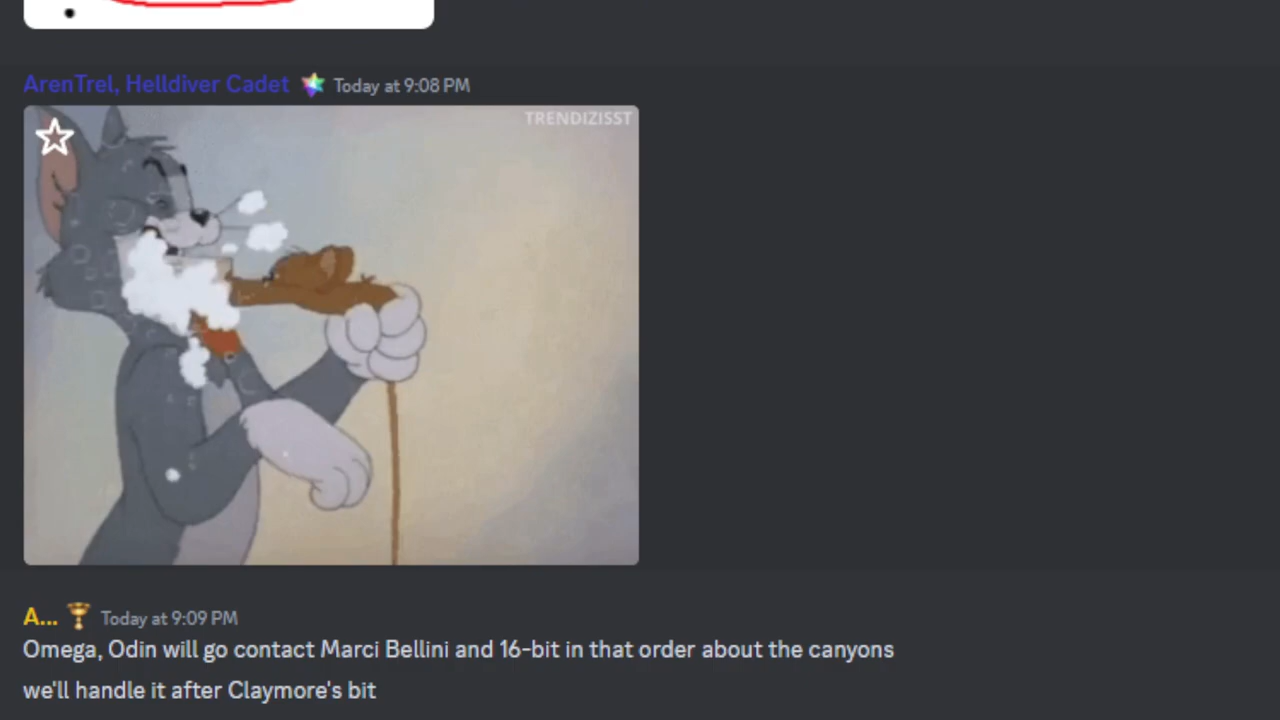 ArenTrel, Helldiver Cadet Today at 9:08 PM
TRENDIZISST
A... Today at 9:09 PM
Omega, Odin will go contact Marci Bellini and 16-bit in that order about the canyons
we'll handle it after Claymore's bit